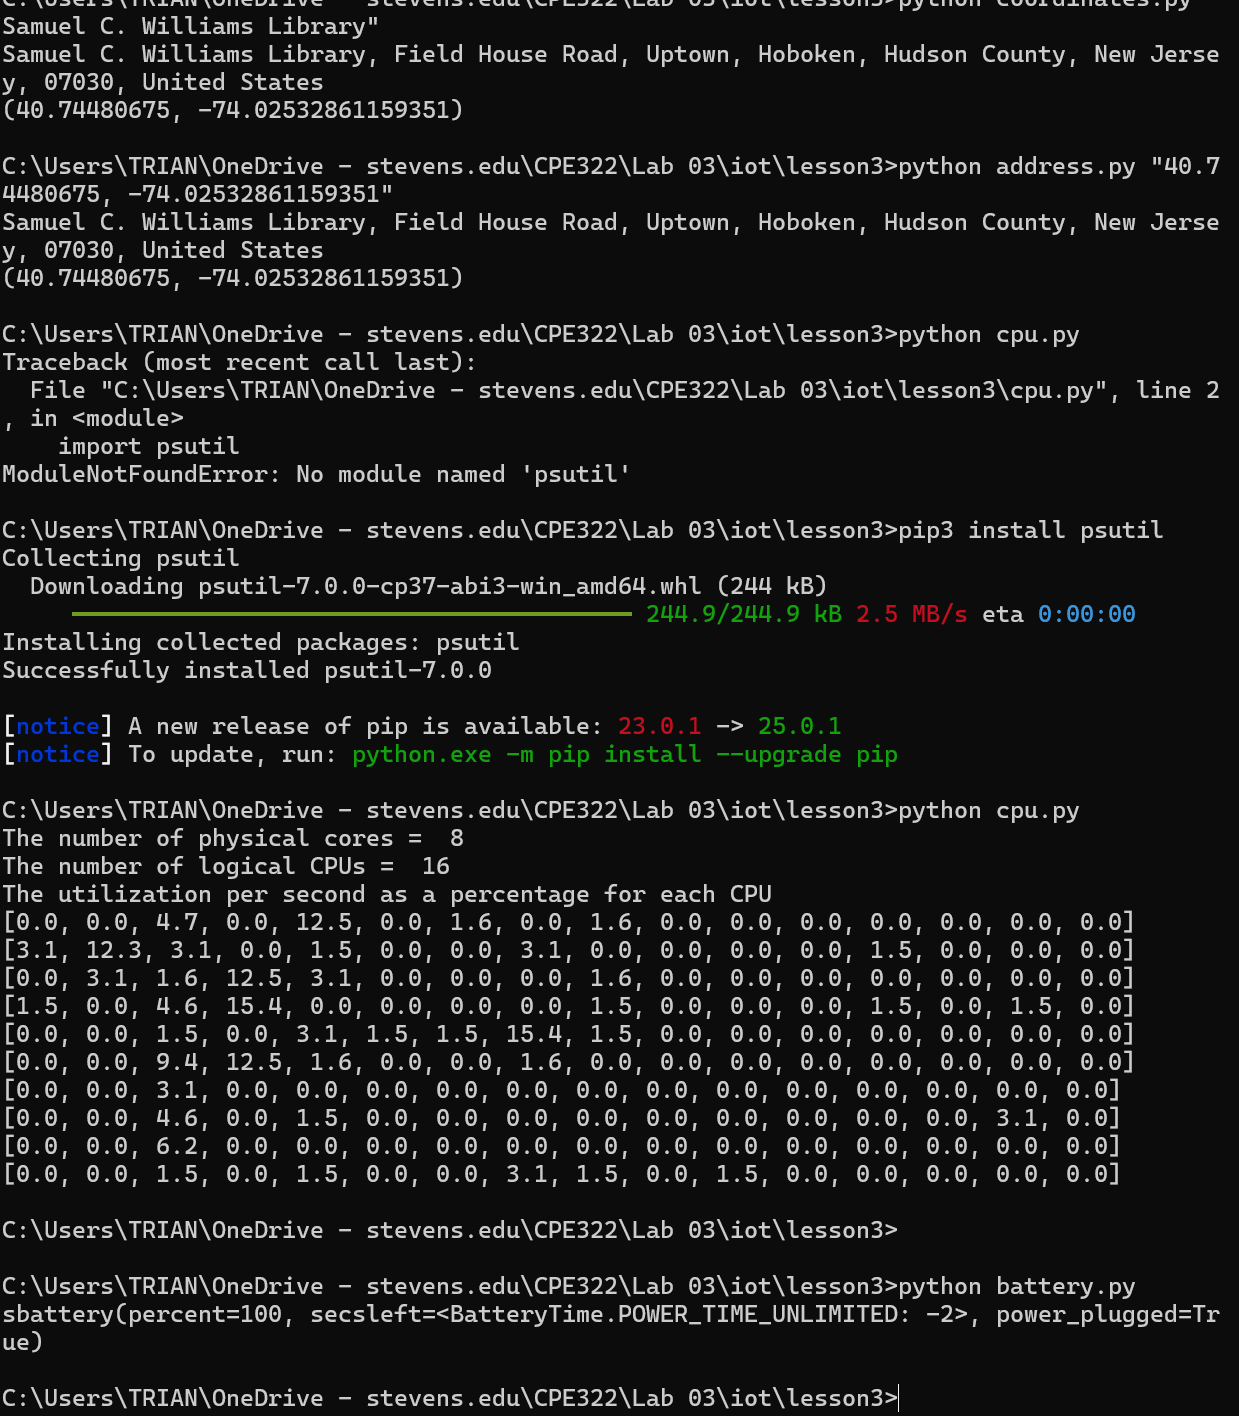 C:\Users\TRIAN\OneDrive - stevens.edu\CPE322\Lab 03\iot\lesson3>python coordinates.py
Samuel C. Williams Library"
Samuel C. Williams Library, Field House Road, Uptown, Hoboken, Hudson County, New Jerse
y, 07030, United States
(40.74480675, -74.02532861159351)
C:\Users\TRIAN\OneDrive - stevens.edu\CPE322\Lab 03\iot\lesson3>python address.py "40.7
4480675, -74.02532861159351"
Samuel C. Williams Library, Field House Road, Uptown, Hoboken, Hudson County, New Jerse
y, 07030, United States
(40.74480675, -74.02532861159351)
C:\Users\TRIAN\OneDrive - stevens.edu\CPE322\Lab 03\iot\lesson3>python cpu.py
Traceback (most recent call last):
  File "C:\Users\TRIAN\OneDrive - stevens.edu\CPE322\Lab 03\iot\lesson3\cpu.py", line 2
, in <module>
    import psutil
ModuleNotFoundError: No module named 'psutil'
C:\Users\TRIAN\OneDrive - stevens.edu\CPE322\Lab 03\iot\lesson3>pip3 install psutil
Collecting psutil
  Downloading psutil-7.0.0-cp37-abi3-win_amd64.whl (244 kB)
244.9/244.9 kB 2.5 MB/s eta 0:00:00
Installing collected packages: psutil
Successfully installed psutil-7.0.0
[notice] A new release of pip is available: 23.0.1 -> 25.0.1
[notice] To update, run: python.exe -m pip install --upgrade pip
C:\Users\TRIAN\OneDrive - stevens.edu\CPE322\Lab 03\iot\lesson3>python cpu.py
The number of physical cores =  8
The number of logical CPUs =  16
The utilization per second as a percentage for each CPU
[0.0, 0.0, 4.7, 0.0, 12.5, 0.0, 1.6, 0.0, 1.6, 0.0, 0.0, 0.0, 0.0, 0.0, 0.0, 0.0]
[3.1, 12.3, 3.1, 0.0, 1.5, 0.0, 0.0, 3.1, 0.0, 0.0, 0.0, 0.0, 1.5, 0.0, 0.0, 0.0]
[0.0, 3.1, 1.6, 12.5, 3.1, 0.0, 0.0, 0.0, 1.6, 0.0, 0.0, 0.0, 0.0, 0.0, 0.0, 0.0]
[1.5, 0.0, 4.6, 15.4, 0.0, 0.0, 0.0, 0.0, 1.5, 0.0, 0.0, 0.0, 1.5, 0.0, 1.5, 0.0]
[0.0, 0.0, 1.5, 0.0, 3.1, 1.5, 1.5, 15.4, 1.5, 0.0, 0.0, 0.0, 0.0, 0.0, 0.0, 0.0]
[0.0, 0.0, 9.4, 12.5, 1.6, 0.0, 0.0, 1.6, 0.0, 0.0, 0.0, 0.0, 0.0, 0.0, 0.0, 0.0]
[0.0, 0.0, 3.1, 0.0, 0.0, 0.0, 0.0, 0.0, 0.0, 0.0, 0.0, 0.0, 0.0, 0.0, 0.0, 0.0]
[0.0, 0.0, 4.6, 0.0, 1.5, 0.0, 0.0, 0.0, 0.0, 0.0, 0.0, 0.0, 0.0, 0.0, 3.1, 0.0]
[0.0, 0.0, 6.2, 0.0, 0.0, 0.0, 0.0, 0.0, 0.0, 0.0, 0.0, 0.0, 0.0, 0.0, 0.0, 0.0]
[0.0, 0.0, 1.5, 0.0, 1.5, 0.0, 0.0, 3.1, 1.5, 0.0, 1.5, 0.0, 0.0, 0.0, 0.0, 0.0]
C:\Users\TRIAN\OneDrive - stevens.edu\CPE322\Lab 03\iot\lesson3>
C:\Users\TRIAN\OneDrive - stevens.edu\CPE322\Lab 03\iot\lesson3>python battery.py
sbattery(percent=100, secsleft=<BatteryTime.POWER_TIME_UNLIMITED: -2>, power_plugged=Tr
ue)
C:\Users\TRIAN\OneDrive - stevens.edu\CPE322\Lab 03\iot\lesson3>